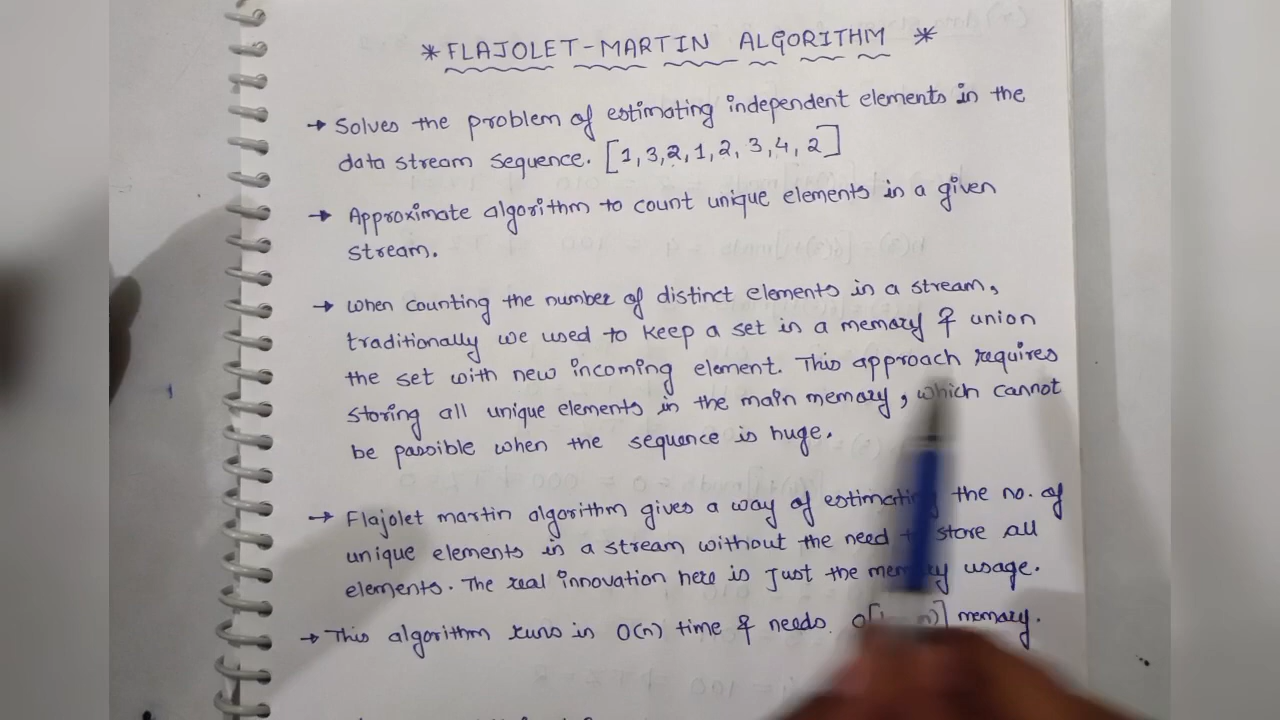 * FLAJOLET-MARTIN ALGORITHM *
→ Solves the problem of estimating independent elements in the
data stream sequence. [1,3,2,1,2,3,4,2]
→ Approximate algorithm to count unique elements in a given
stream.
→ When counting the number of distinct elements in a stream,
traditionally we used to keep a set in a memory & union
the set with new incoming element. This approach requires
storing all unique elements in the main memory, which cannot
be possible when the sequence is huge.
→ Flajolet martin algorithm gives a way of estimating the no. of
unique elements in a stream without the need to store all
elements. The real innovation here is just the memory usage.
→ This algorithm runs in O(n) time & needs memory.